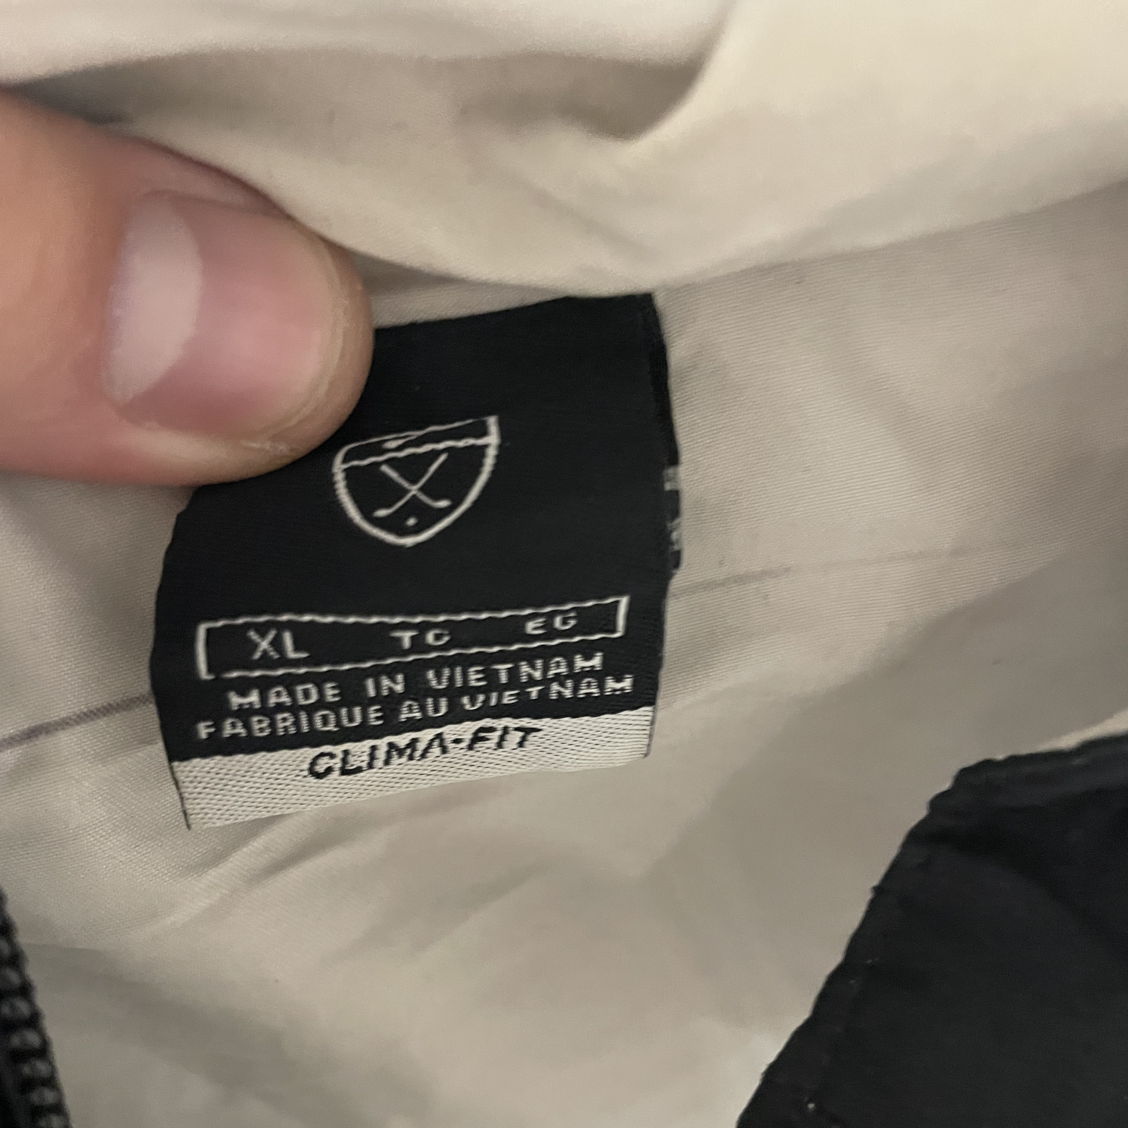 XL TG EG
MADE IN VIETNAM
FABRIQUE AU VIETNAM
CLIMA-FIT